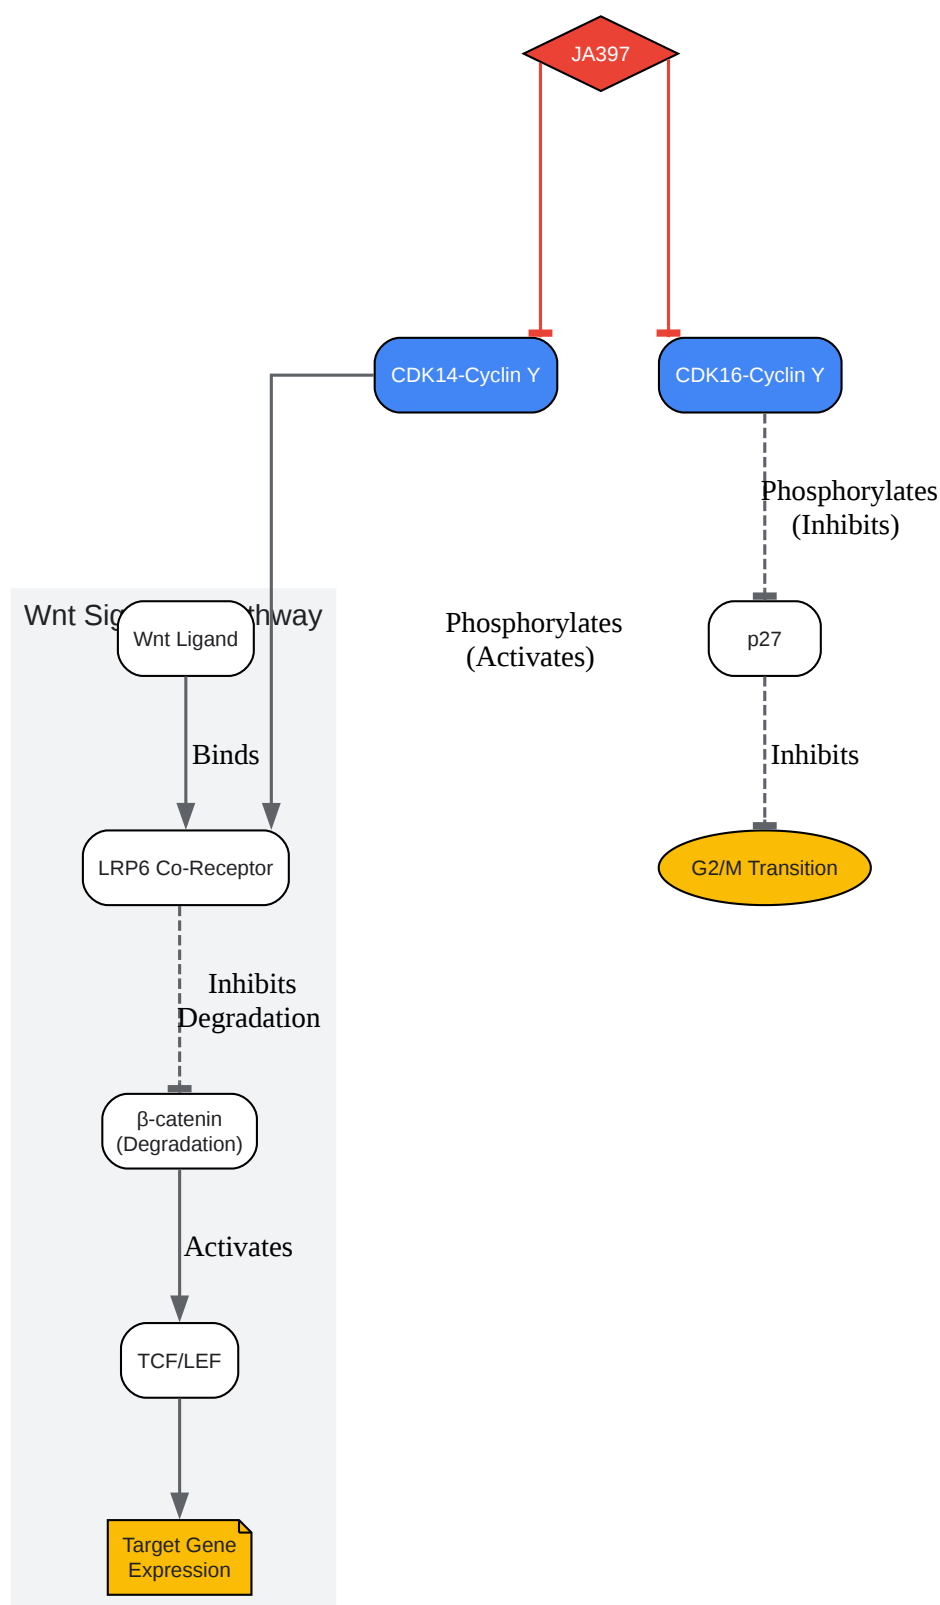 JA397
CDK14-Cyclin Y
CDK16-Cyclin Y
Phosphorylates
(Inhibits)
Wnt Sig thway
Wnt Ligand
Phosphorylates
(Activates)
p27
Binds
Inhibits
LRP6 Co-Receptor
G2/M Transition
Inhibits
Degradation
β-catenin
(Degradation)
Activates
TCF/LEF
Target Gene
Expression